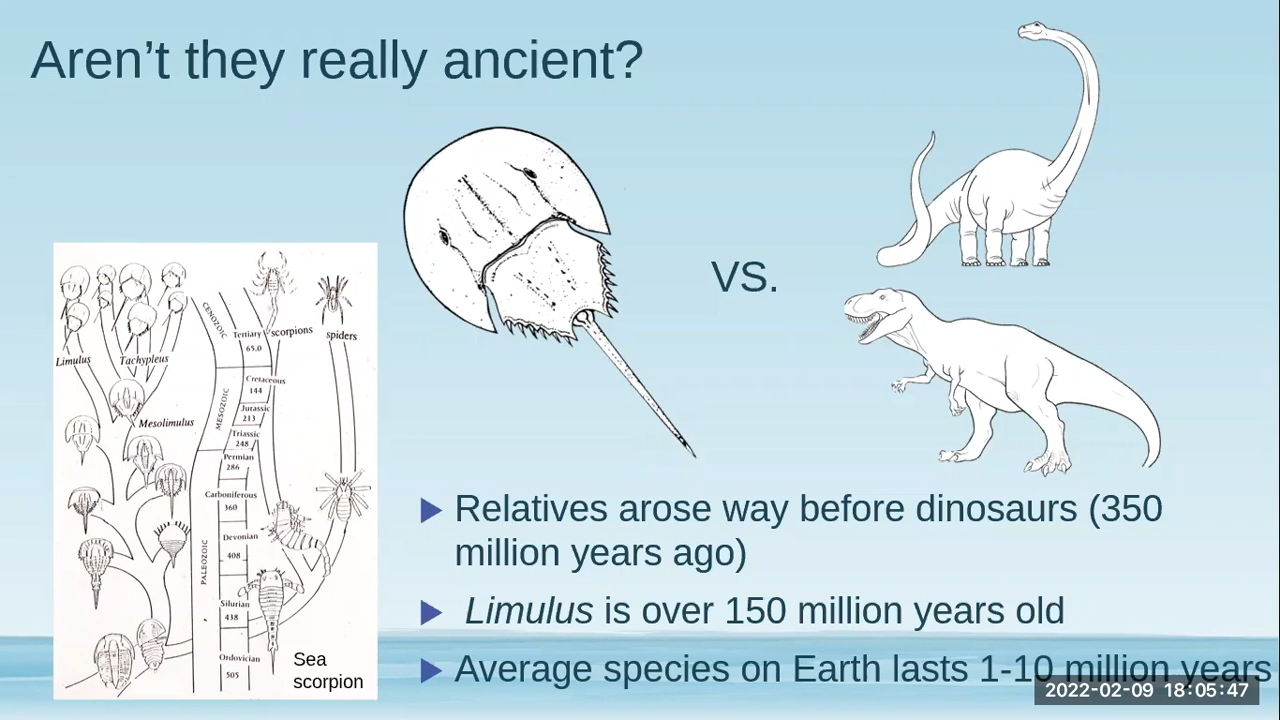 Aren’t they really ancient?
VS.
CENOZOIC
Tertiary
65.0
scorpions
spiders
Limulus
Tachypleus
Cretaceous
144
MESOZOIC
Jurassic
213
Mesolimulus
Triassic
248
Permian
286
Carboniferous
360
Devonian
408
PALEOZOIC
Silurian
438
Ordovician
505
Sea
scorpion
Relatives arose way before dinosaurs (350
million years ago)
Limulus is over 150 million years old
Average species on Earth lasts 1-10 million years
2022-02-09 18:05:47